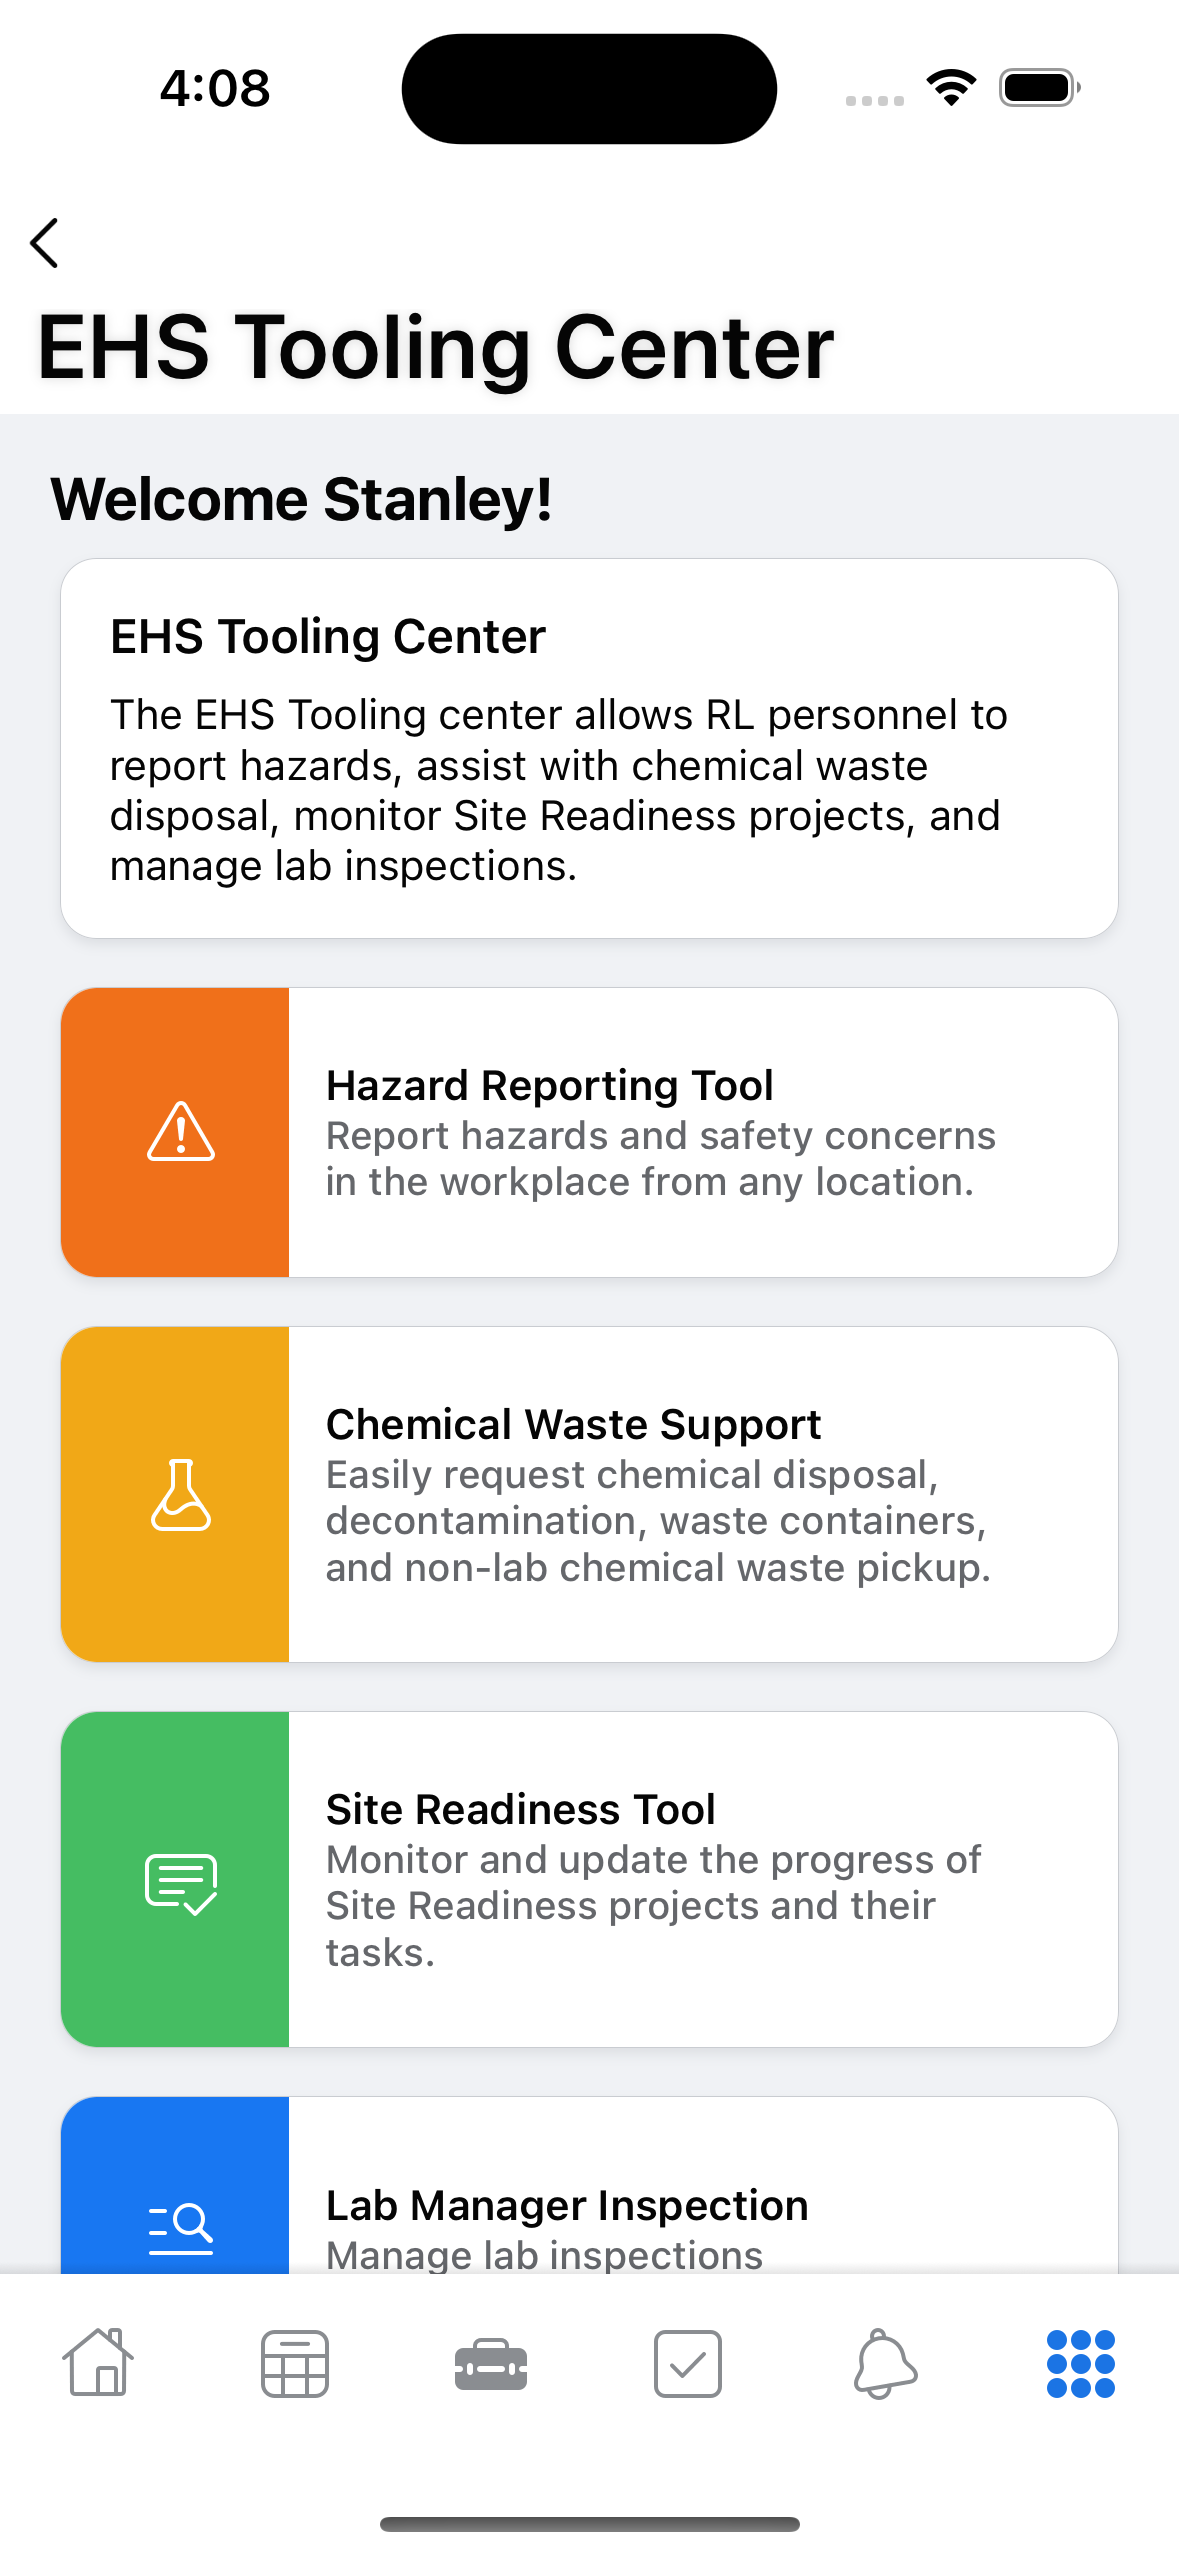 4:08
EHS Tooling Center
Welcome Stanley!
EHS Tooling Center
The EHS Tooling center allows RL personnel to
report hazards, assist with chemical waste
disposal, monitor Site Readiness projects, and
manage lab inspections.
Hazard Reporting Tool
Report hazards and safety concerns
in the workplace from any location.
Chemical Waste Support
Easily request chemical disposal,
decontamination, waste containers,
and non-lab chemical waste pickup.
Site Readiness Tool
Monitor and update the progress of
Site Readiness projects and their
tasks.
Lab Manager Inspection
Manage lab inspections